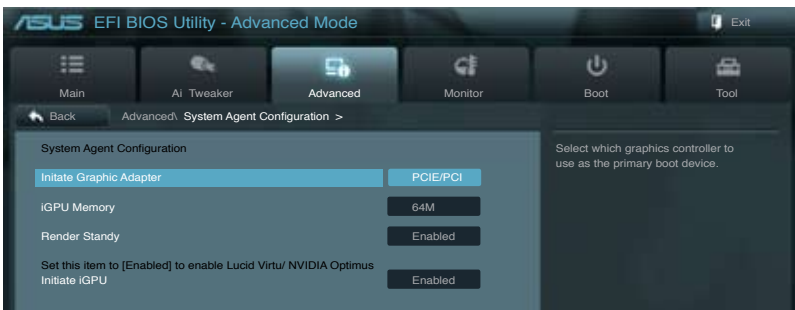 ASUS EFI BIOS Utility - Advanced Mode Exit
Main Ai Tweaker Advanced Monitor Boot Tool
Back Advanced\ System Agent Configuration >
System Agent Configuration
Initate Graphic Adapter PCIE/PCI
iGPU Memory 64M
Render Standy Enabled
Set this item to [Enabled] to enable Lucid Virtu/ NVIDIA Optimus
Initiate iGPU Enabled
Select which graphics controller to
use as the primary boot device.